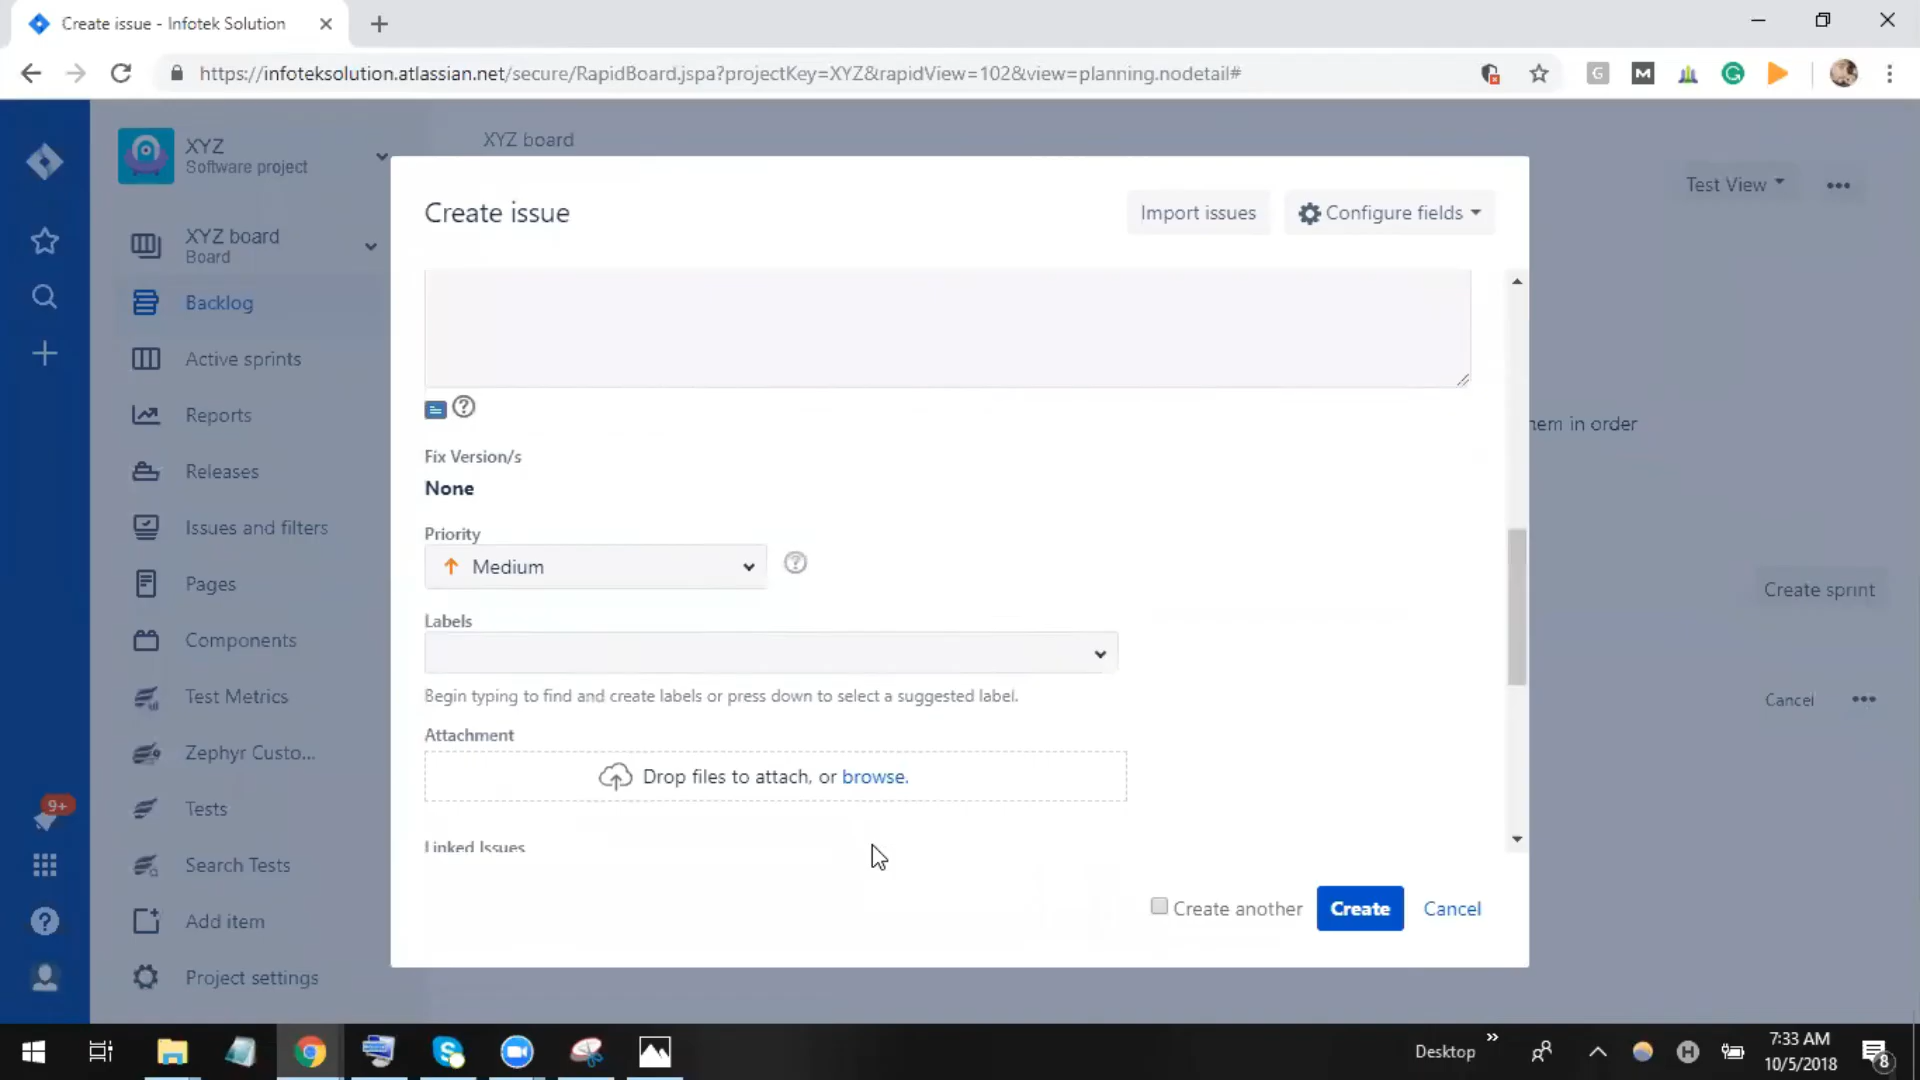 Create issue - Infotek Solution
https://infoteksolution.atlassian.net/secure/RapidBoard.jspa?projectKey=XYZ&rapidView=102&view=planning.nodetail#
XYZ
Software project
XYZ board
Test View
XYZ board
Board
Backlog
Active sprints
Reports
Releases
Issues and filters
Pages
Components
Test Metrics
Zephyr Custo...
Tests
Search Tests
Add item
Project settings
9+
Create issue
Import issues
Configure fields
Fix Version/s
None
Priority
Medium
Labels
Begin typing to find and create labels or press down to select a suggested label.
Attachment
Drop files to attach, or browse.
Linked Issues
Create another
Create
Cancel
in order
Create sprint
Cancel
Desktop
7:33 AM
10/5/2018
8